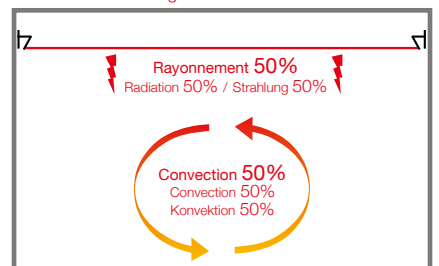 Rayonnement 50%
Radiation 50% / Strahlung 50%
Convection 50%
Convection 50%
Konvektion 50%